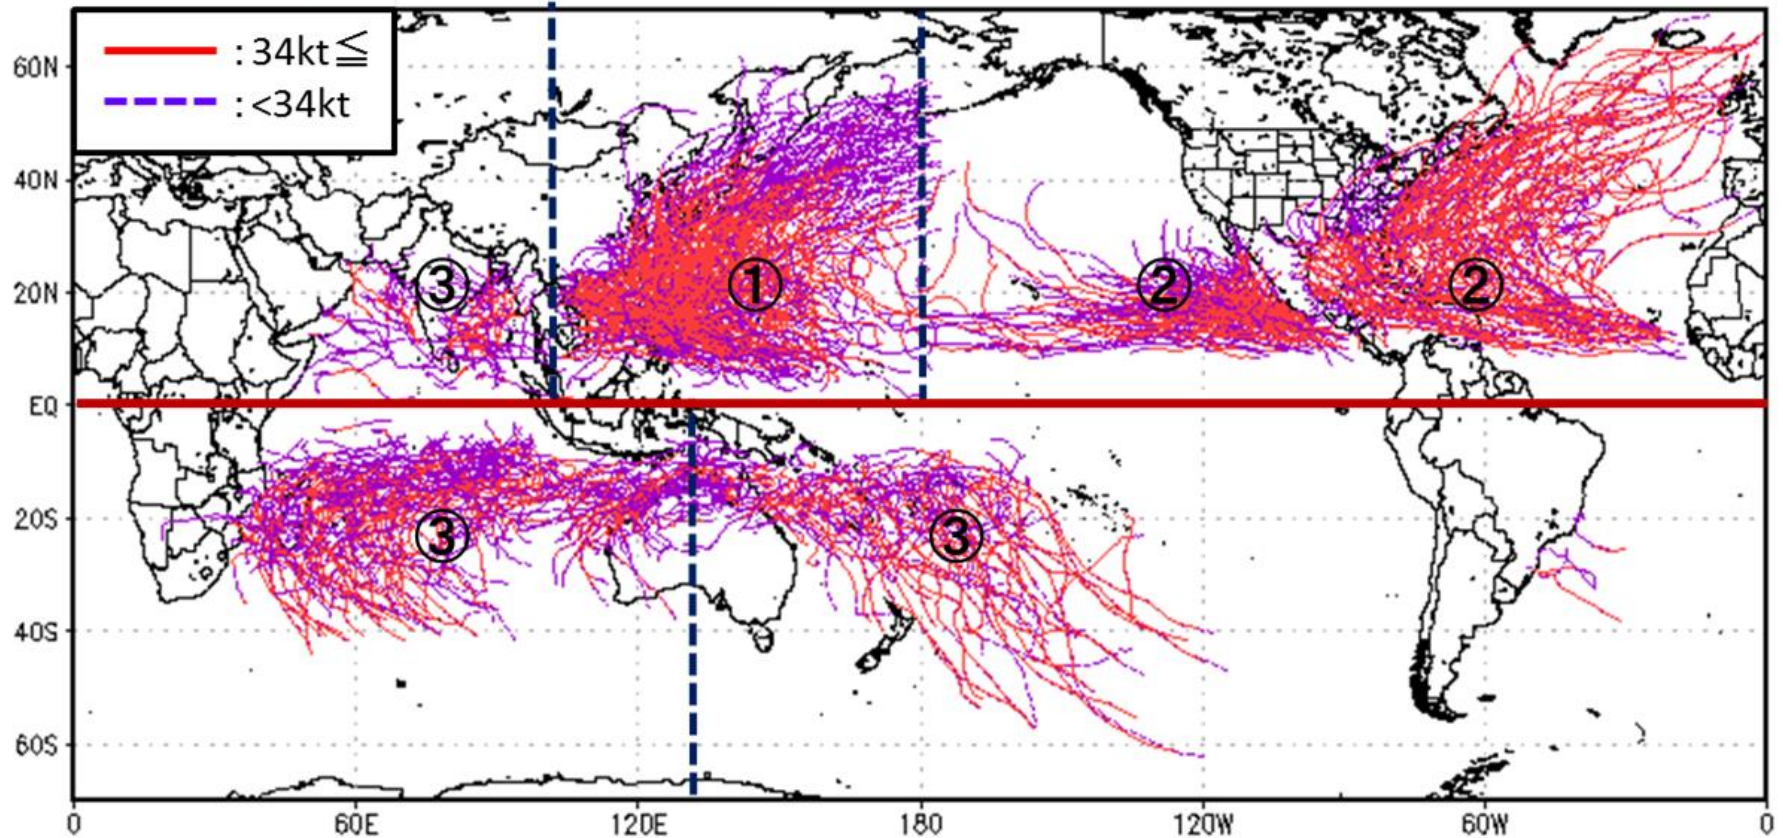 : 34kt≦
: <34kt
60N
40N
20N
③
①
②
②
EQ
20S
③
③
40S
60S
0
60E
120E
180
120W
60W
0